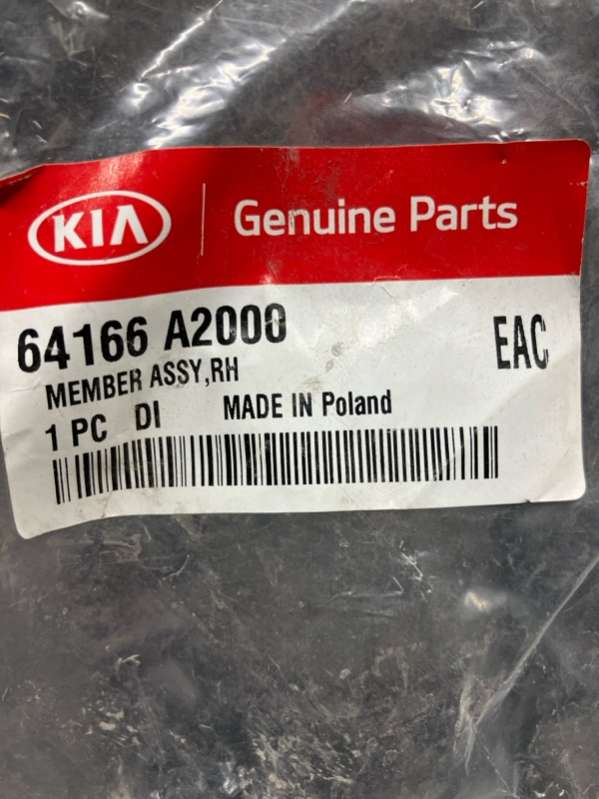 KIA Genuine Parts
64166 A2000
EAC
MEMBER ASSY,RH
1 PC DI MADE IN Poland